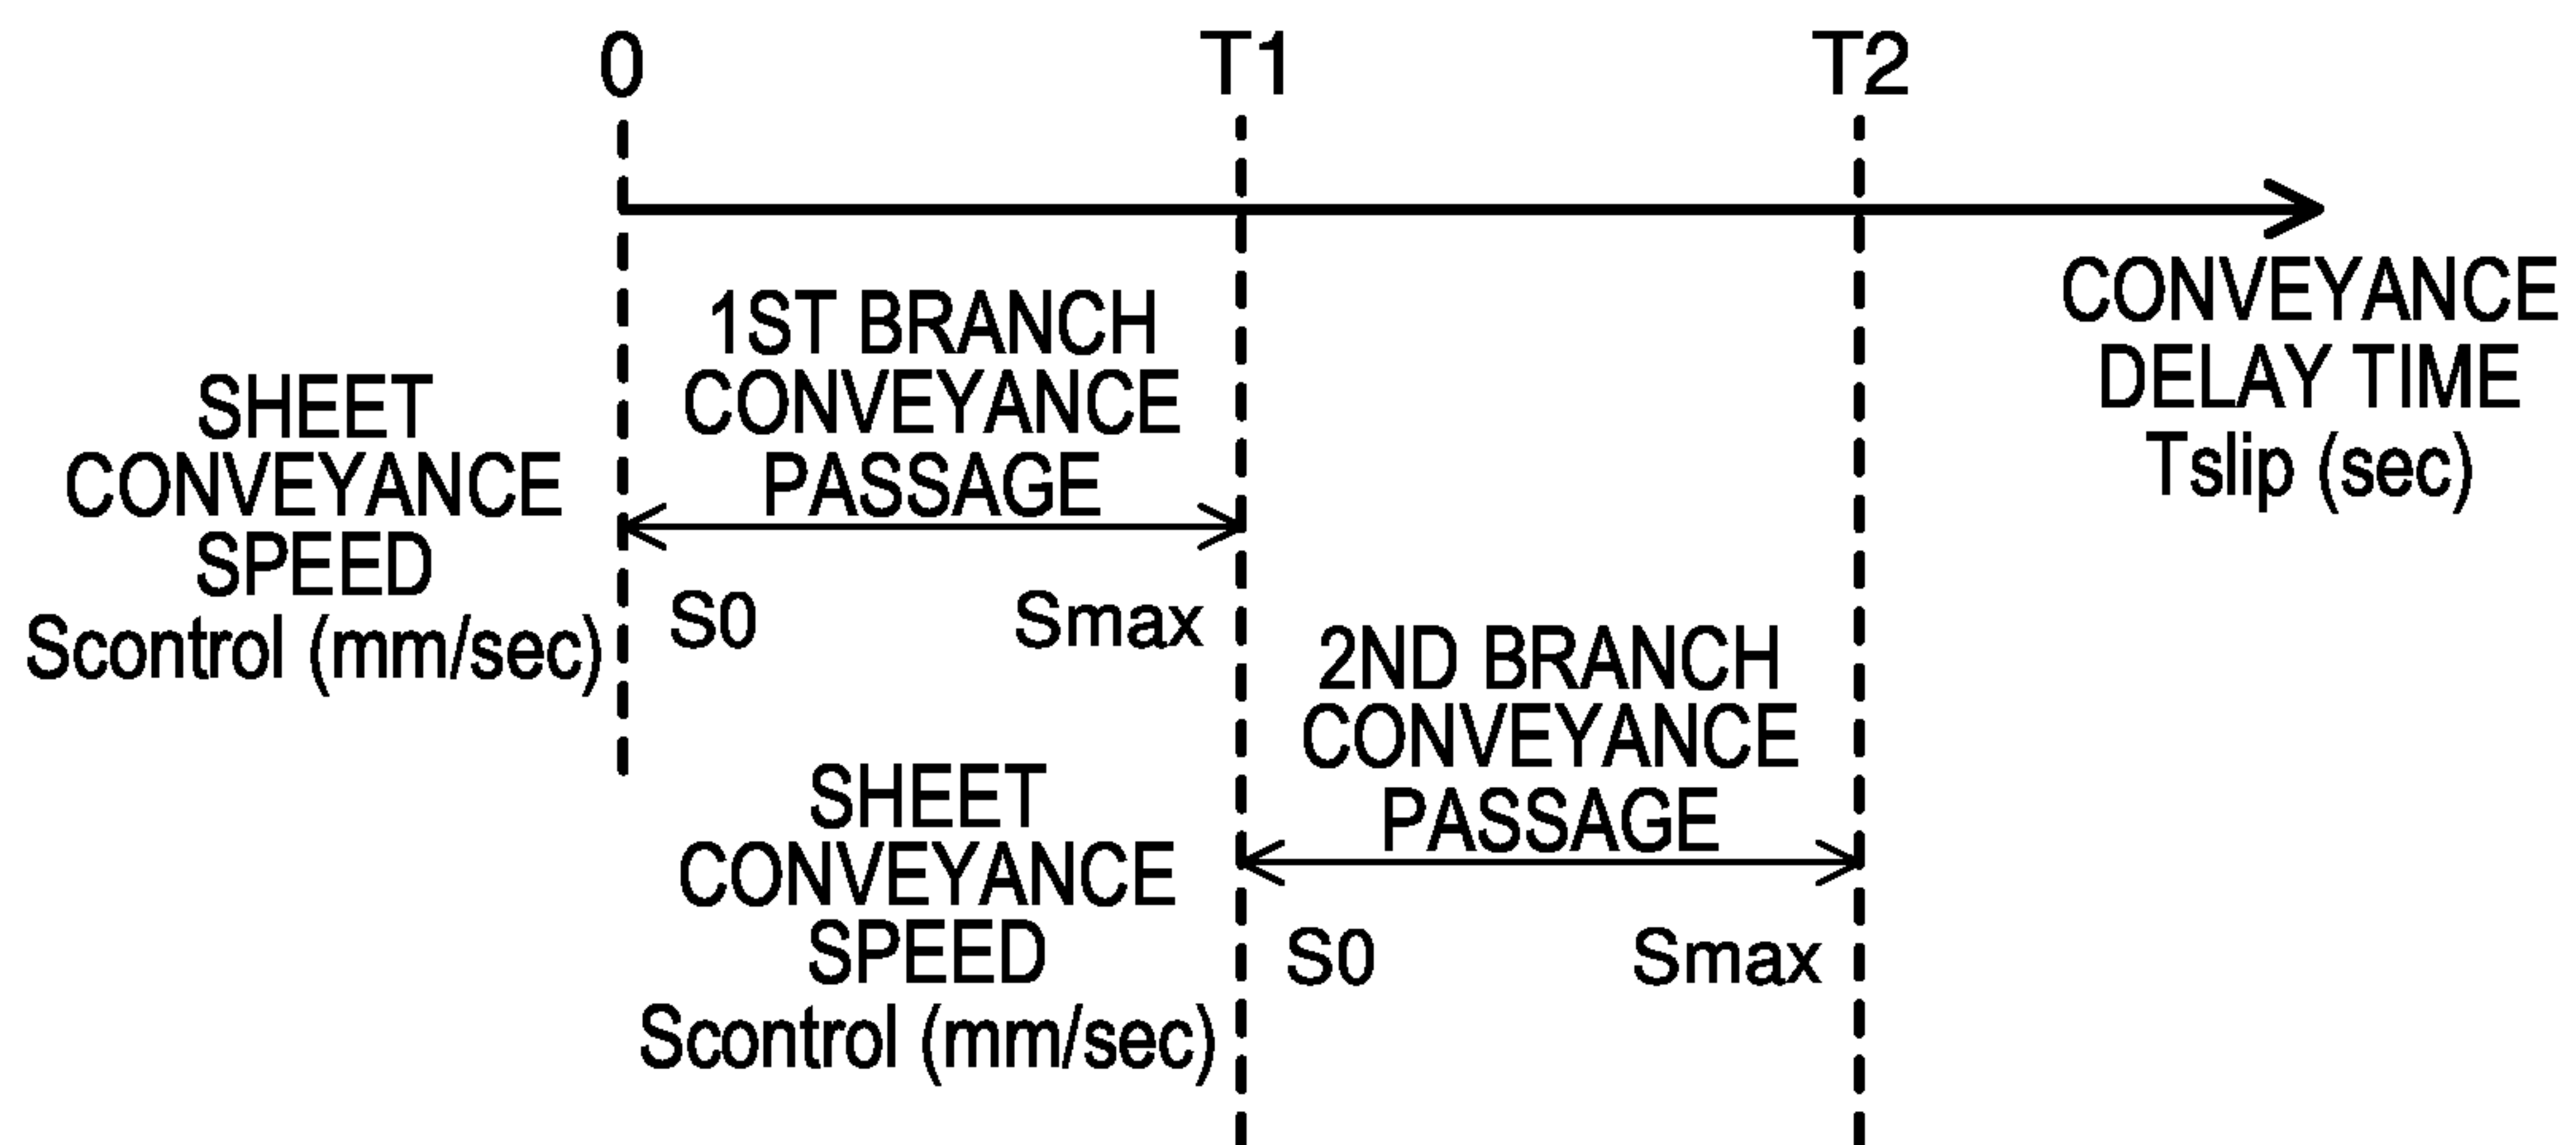 0
T1
T2
CONVEYANCE
DELAY TIME
Tslip (sec)
1ST BRANCH
CONVEYANCE
PASSAGE
SHEET
CONVEYANCE
SPEED
Scontrol (mm/sec)
S0
Smax
2ND BRANCH
CONVEYANCE
PASSAGE
SHEET
CONVEYANCE
SPEED
Scontrol (mm/sec)
S0
Smax